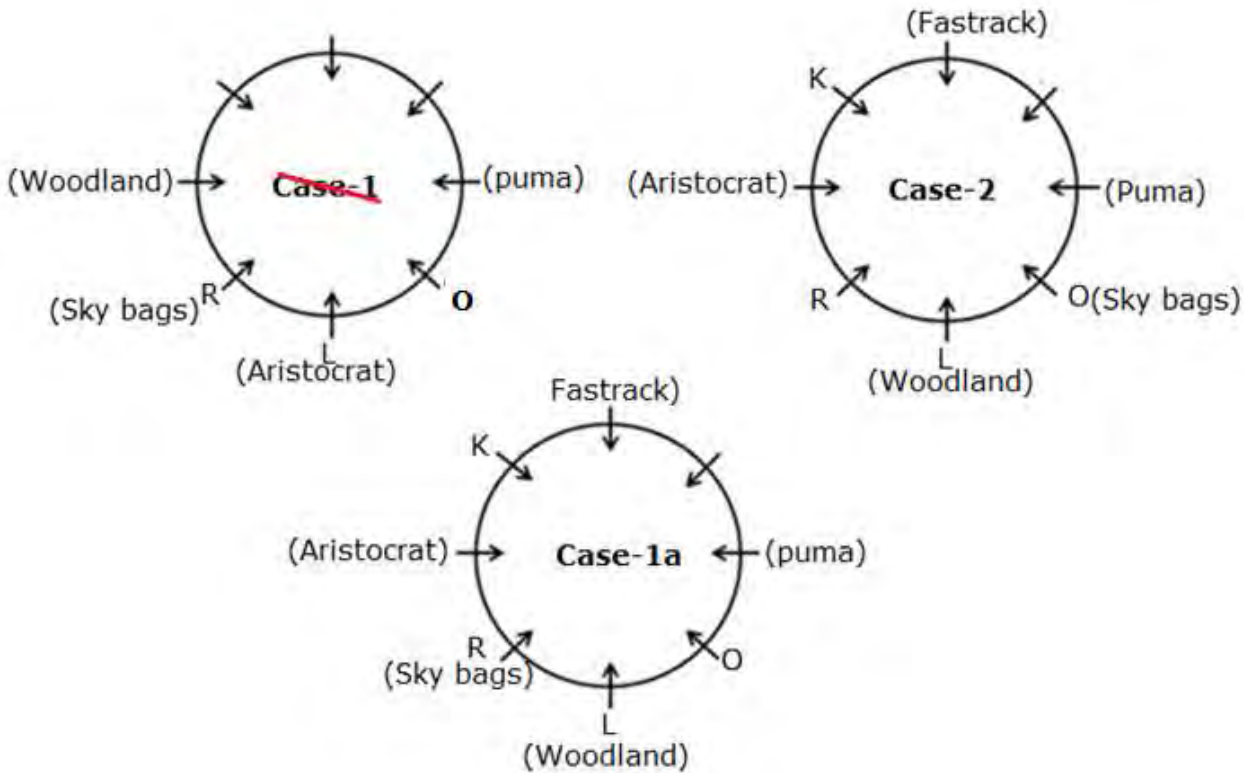 (Woodland)
Case-1
(puma)
R
(Sky bags)
O
L
(Aristocrat)
(Fastrack)
K
(Aristocrat)
Case-2
(Puma)
R
O(Sky bags)
L
(Woodland)
Fastrack)
K
(Aristocrat)
Case-1a
(puma)
R
(Sky bags)
O
L
(Woodland)